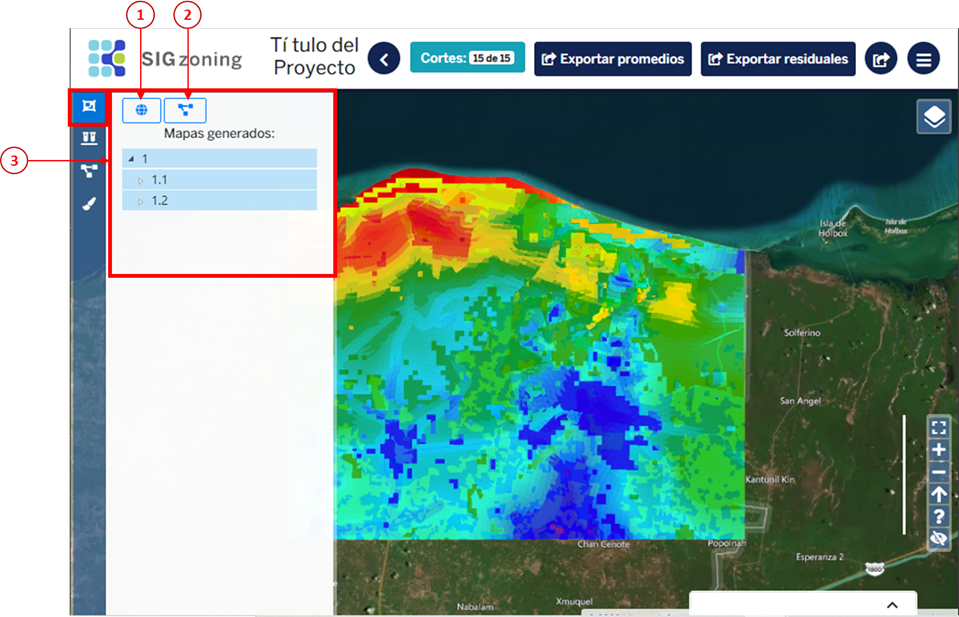 1
2
SIGzoning
Tí tulo del
Proyecto
Cortes: 15 de 15
Exportar promedios
Exportar residuales
3
Mapas generados:
1
1.1
1.2
Isla de
Holbox
Isla de
Holbox
Solferino
San Angel
Kantunil Kin
Chan Cenote
Popolnah
Esperanza 2
180D
Nabalam
Xmuquel
?